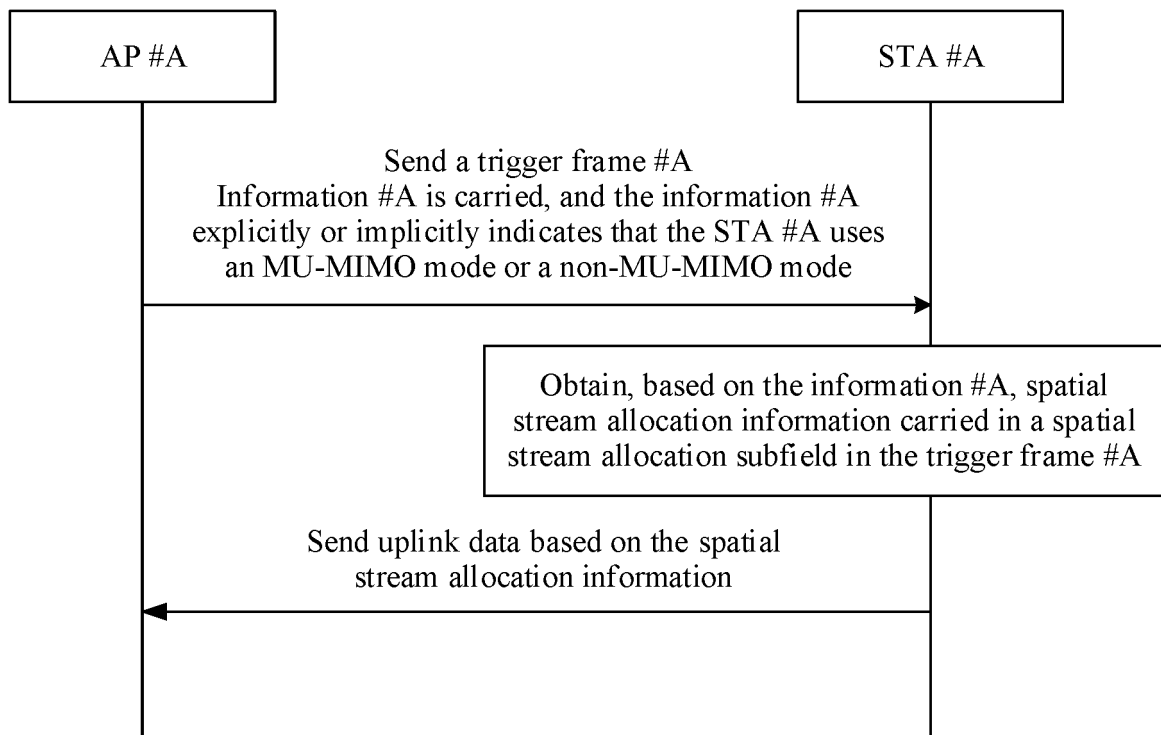 AP #A
STA #A
Send a trigger frame #A
Information #A is carried, and the information #A
explicitly or implicitly indicates that the STA #A uses
an MU-MIMO mode or a non-MU-MIMO mode
Obtain, based on the information #A, spatial
stream allocation information carried in a spatial
stream allocation subfield in the trigger frame #A
Send uplink data based on the spatial
stream allocation information